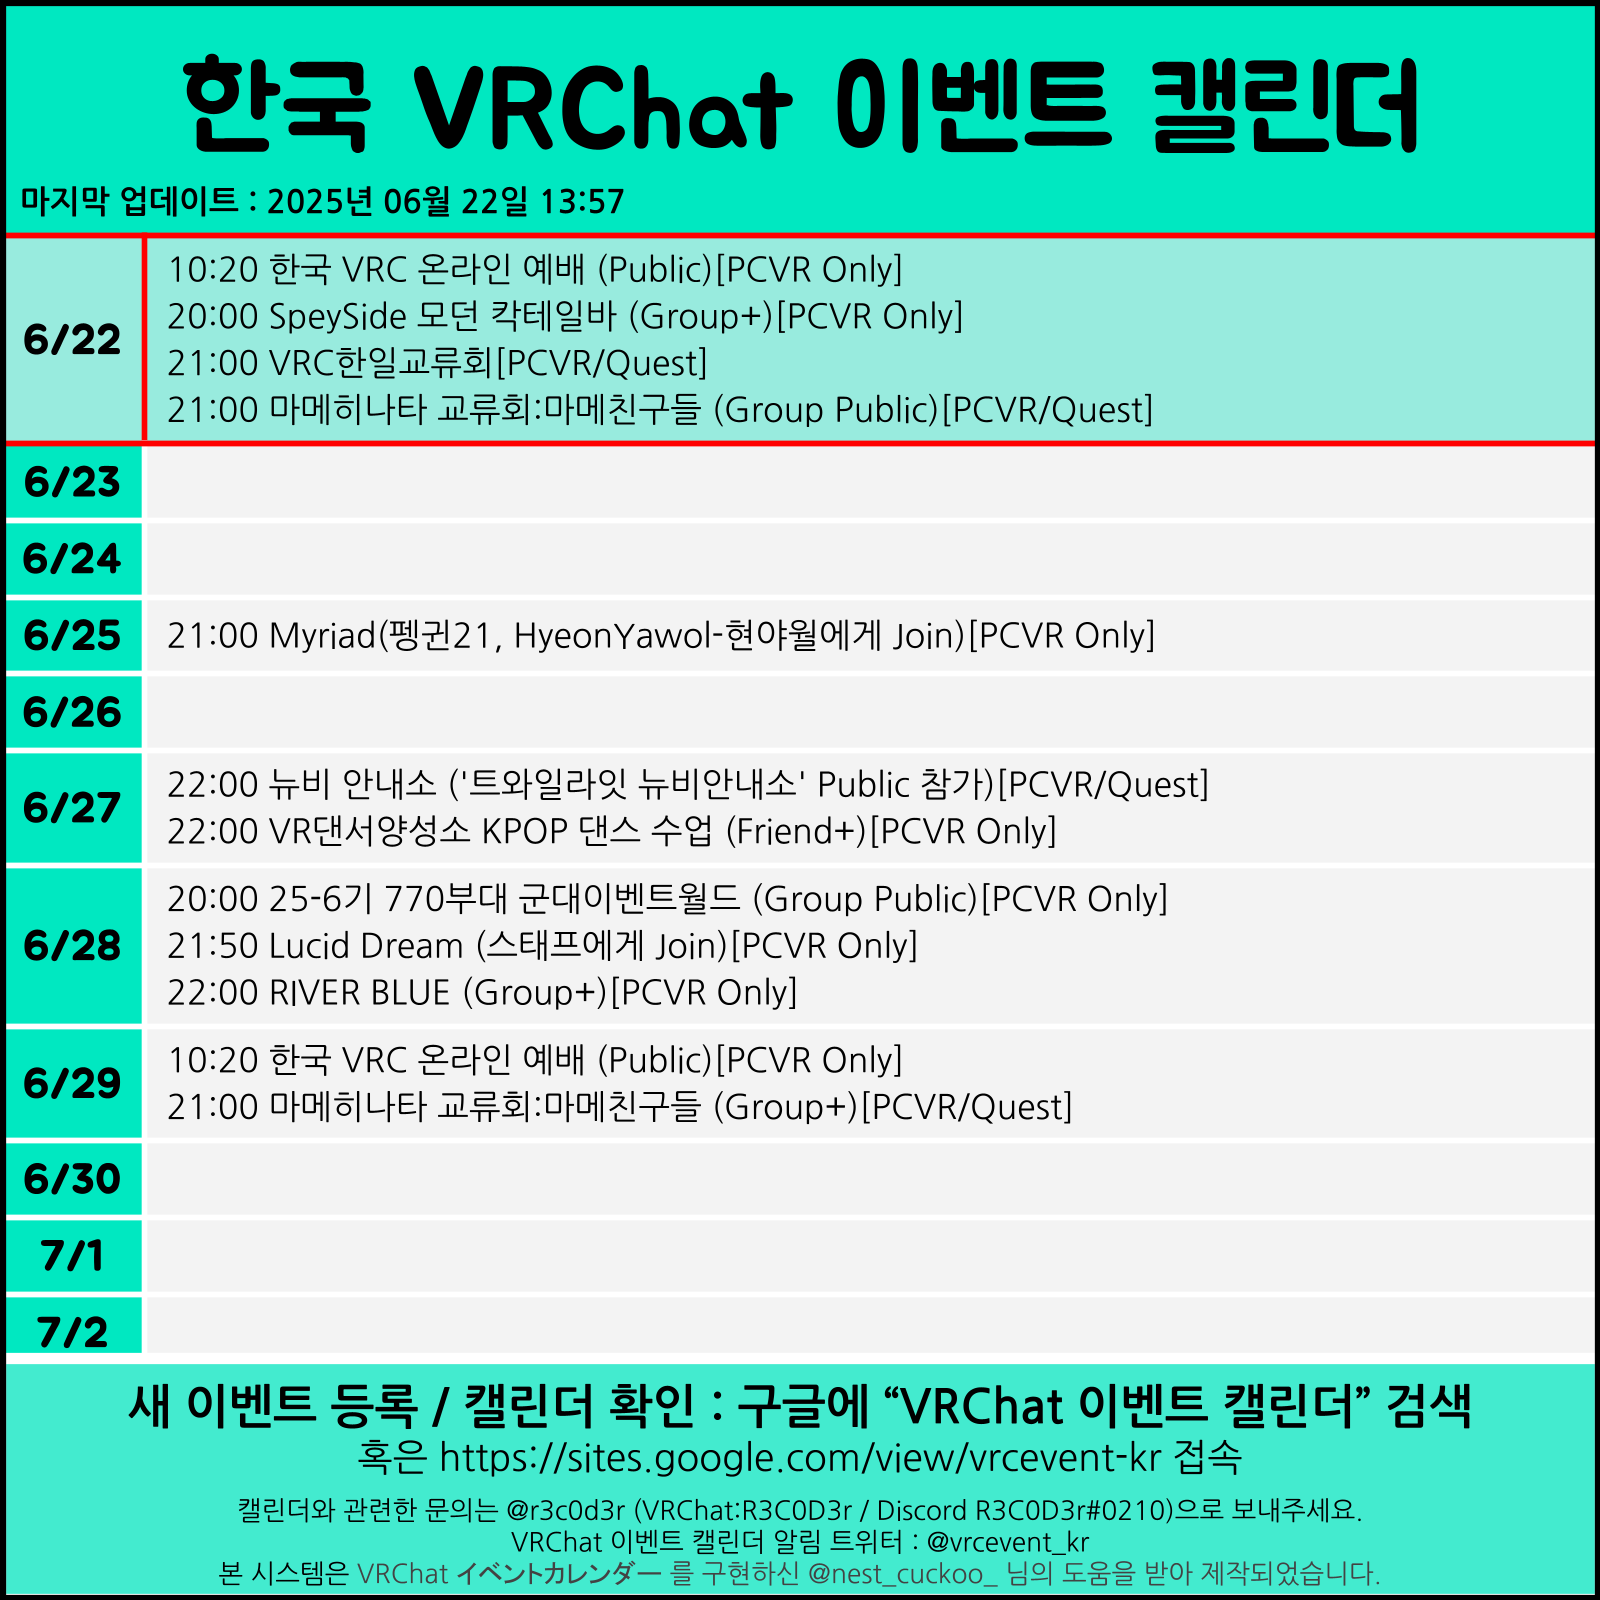 한국 VRChat 이벤트 캘린더
마지막 업데이트 : 2025년 06월 22일 13:57
6/22
10:20 한국 VRC 온라인 예배 (Public)[PCVR Only]
20:00 SpeySide 모던 칵테일바 (Group+)[PCVR Only]
21:00 VRC한일교류회[PCVR/Quest]
21:00 마메히나타 교류회:마메친구들 (Group Public)[PCVR/Quest]
6/23
6/24
6/25
21:00 Myriad(펭귄21, HyeonYawol-현야월에게 Join)[PCVR Only]
6/26
6/27
22:00 뉴비 안내소 ('트와일라잇 뉴비안내소' Public 참가)[PCVR/Quest]
22:00 VR댄서양성소 KPOP 댄스 수업 (Friend+)[PCVR Only]
6/28
20:00 25-6기 770부대 군대이벤트월드 (Group Public)[PCVR Only]
21:50 Lucid Dream (스태프에게 Join)[PCVR Only]
22:00 RIVER BLUE (Group+)[PCVR Only]
6/29
10:20 한국 VRC 온라인 예배 (Public)[PCVR Only]
21:00 마메히나타 교류회:마메친구들 (Group+)[PCVR/Quest]
6/30
7/1
7/2
새 이벤트 등록 / 캘린더 확인 : 구글에 “VRChat 이벤트 캘린더” 검색
혹은 https://sites.google.com/view/vrcevent-kr 접속
캘린더와 관련한 문의는 @r3c0d3r (VRChat:R3C0D3r / Discord R3C0D3r#0210)으로 보내주세요.
VRChat 이벤트 캘린더 알림 트위터 : @vrcevent_kr
본 시스템은 VRChat イベントカレンダー 를 구현하신 @nest_cuckoo_ 님의 도움을 받아 제작되었습니다.